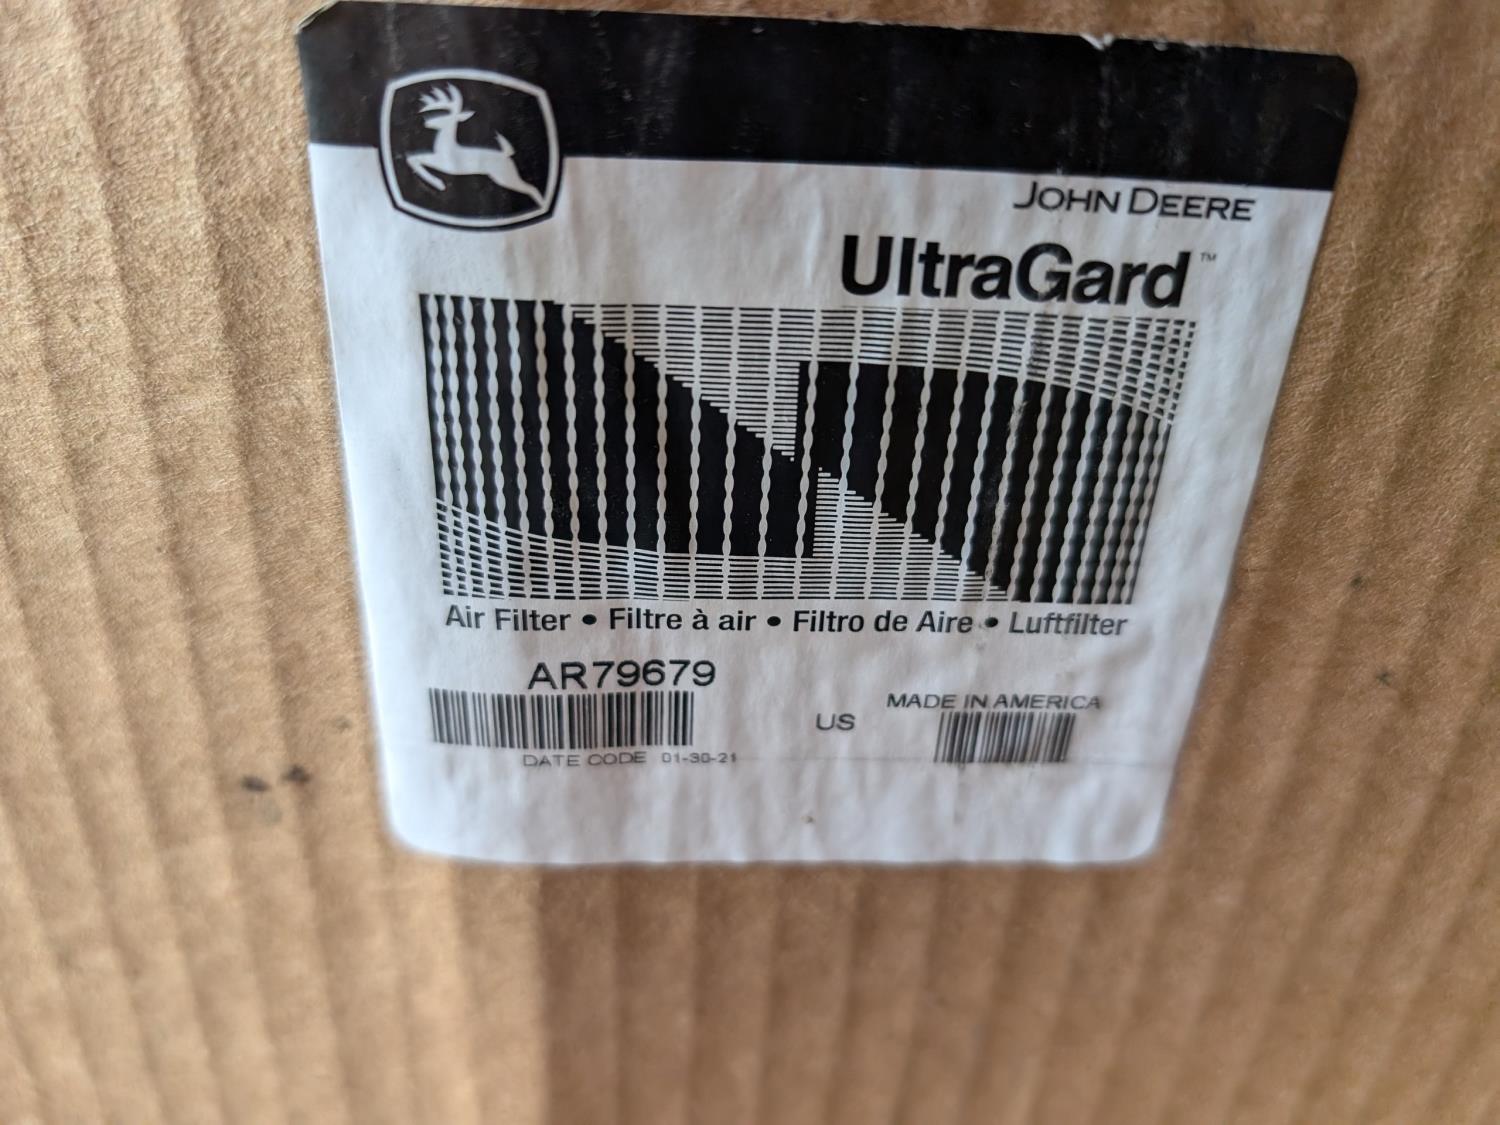 JOHN DEERE
UltraGard™
Air Filter • Filtre à air • Filtro de Aire • Luftfilter
AR79679
US
MADE IN AMERICA
DATE CODE 01-30-21